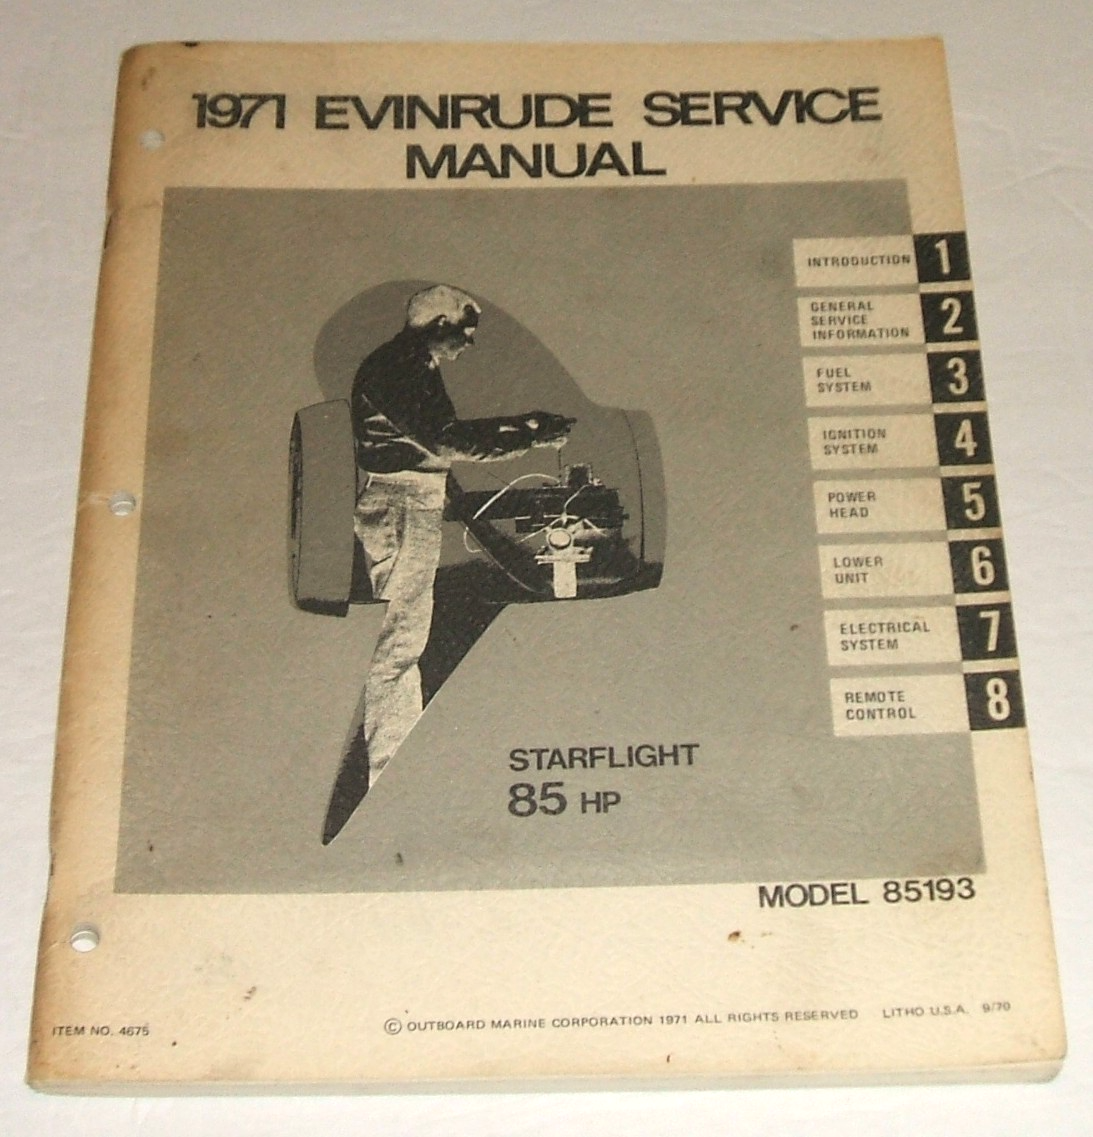 1971 EVINRUDE SERVICE
MANUAL
INTRODUCTION 1
GENERAL
SERVICE
INFORMATION
2
FUEL
SYSTEM
3
IGNITION
SYSTEM
4
POWER
HEAD
5
LOWER
UNIT
6
ELECTRICAL
SYSTEM
7
REMOTE
CONTROL
8
STARFLIGHT
85 HP
MODEL 85193
ITEM NO. 4675
© OUTBOARD MARINE CORPORATION 1971 ALL RIGHTS RESERVED LITHO U.S.A. 9/70